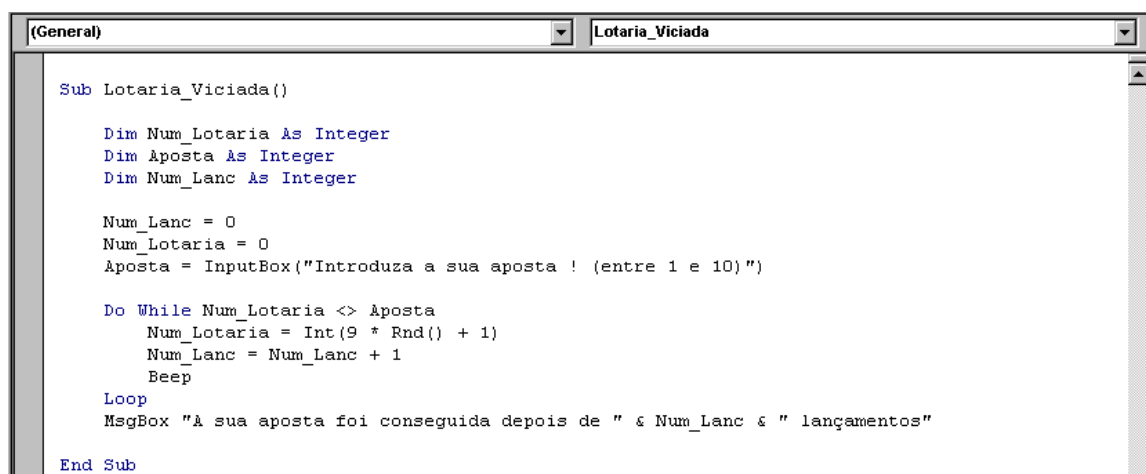 (General) Lotaria_Viciada
Sub Lotaria_Viciada()
Dim Num_Lotaria As Integer
Dim Aposta As Integer
Dim Num_Lanc As Integer
Num_Lanc = 0
Num_Lotaria = 0
Aposta = InputBox("Introduza a sua aposta ! (entre 1 e 10)")
Do While Num_Lotaria <> Aposta
Num_Lotaria = Int(9 * Rnd() + 1)
Num_Lanc = Num_Lanc + 1
Beep
Loop
MsgBox "A sua aposta foi conseguida depois de " & Num_Lanc & " lançamentos"
End Sub